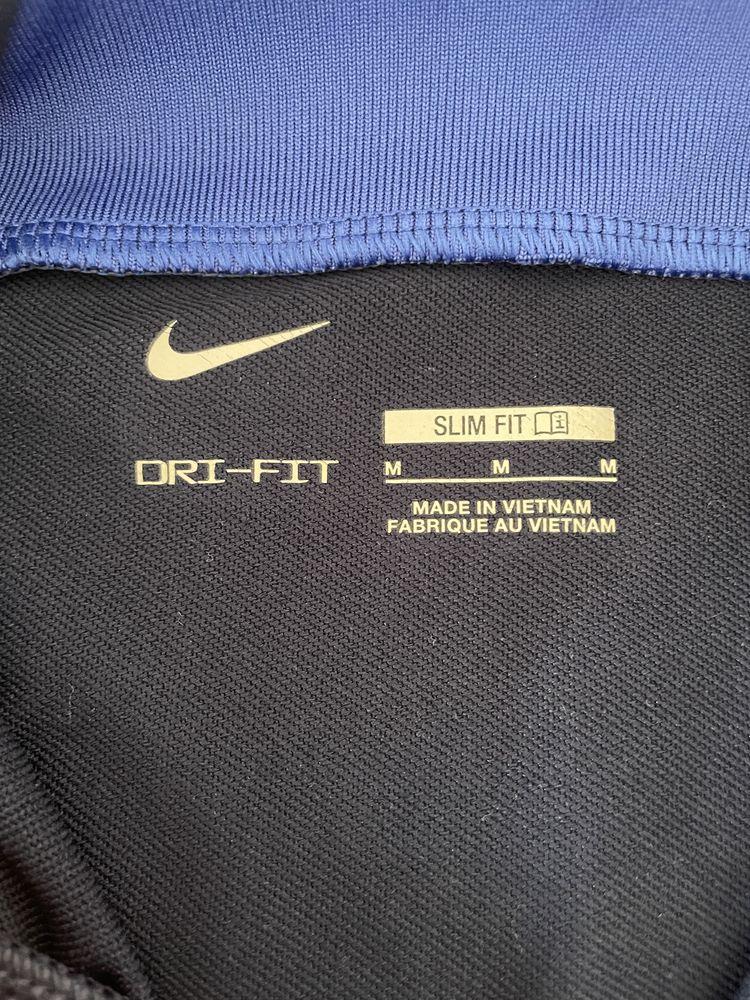 DRI-FIT
SLIM FIT
M M M
MADE IN VIETNAM
FABRIQUE AU VIETNAM